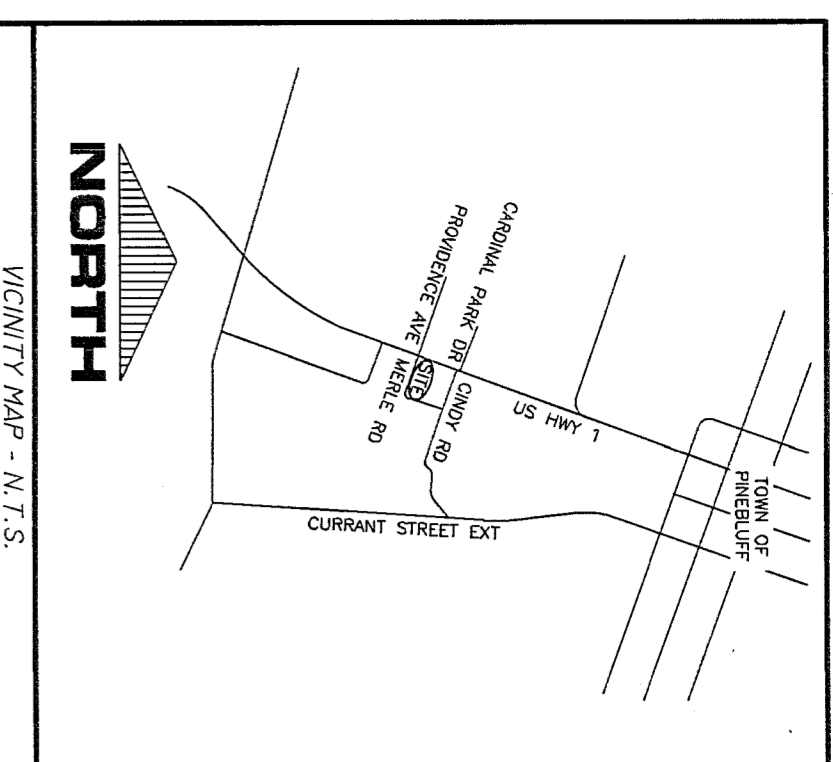 TOWN OF
PINEBLUFF
US HWY 1
CARDINAL PARK DR
CINDY RD
PROVIDENCE AVE
SITE
MERLE RD
CURRANT STREET EXT
NORTH
VICINITY MAP - N.T.S.